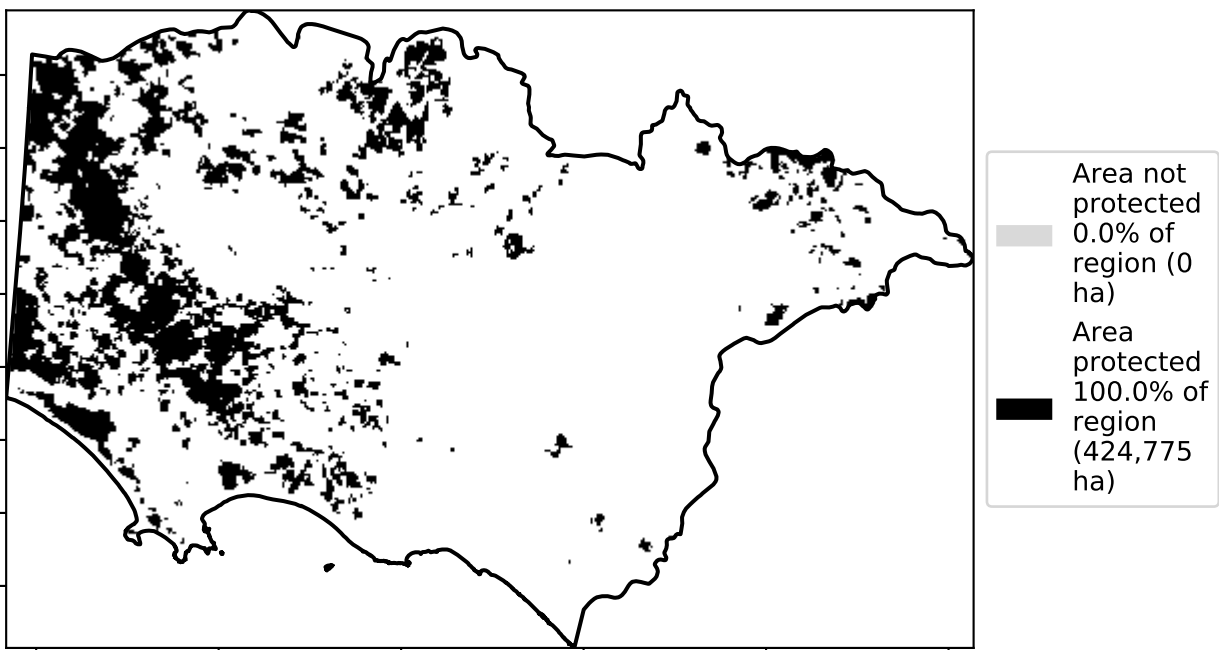 Area not
protected
0.0% of
region (0
ha)
Area
protected
100.0% of
region
(424,775
ha)